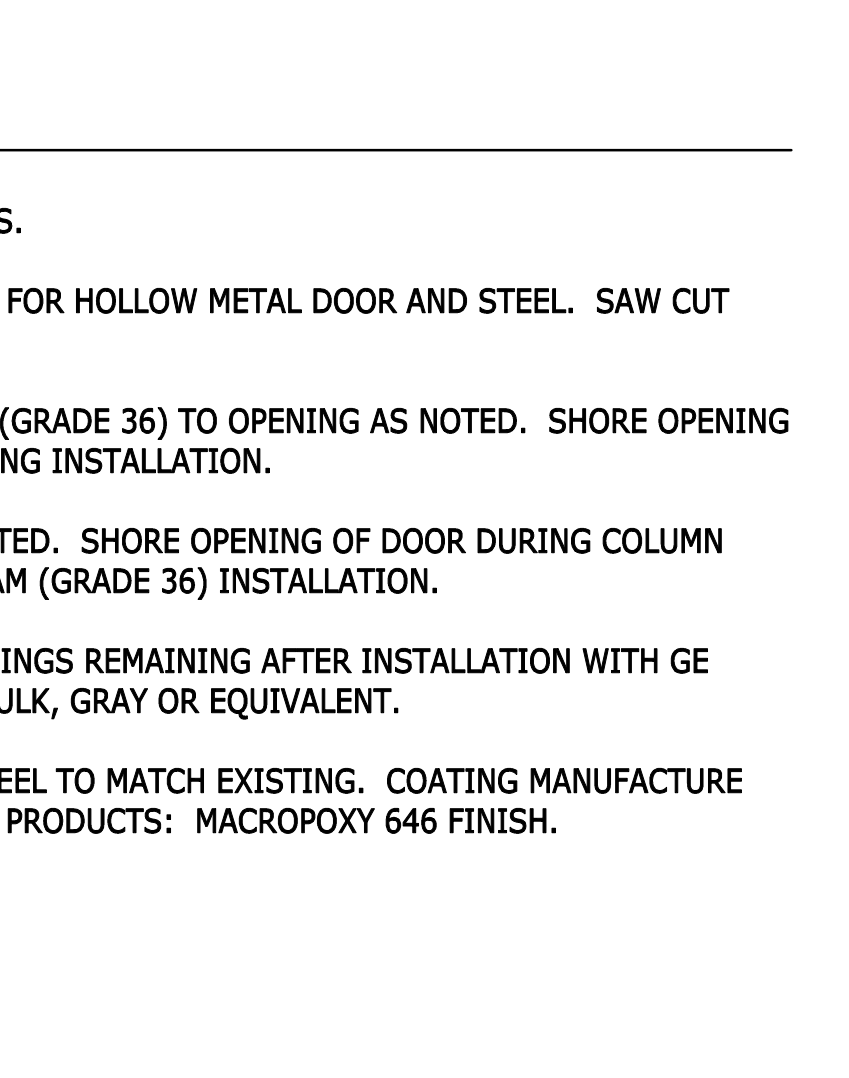 S.
FOR HOLLOW METAL DOOR AND STEEL.  SAW CUT
(GRADE 36) TO OPENING AS NOTED.  SHORE OPENING
NG INSTALLATION.
TED.  SHORE OPENING OF DOOR DURING COLUMN
AM (GRADE 36) INSTALLATION.
INGS REMAINING AFTER INSTALLATION WITH GE
ULK, GRAY OR EQUIVALENT.
EEL TO MATCH EXISTING.  COATING MANUFACTURE
PRODUCTS:  MACROPOXY 646 FINISH.